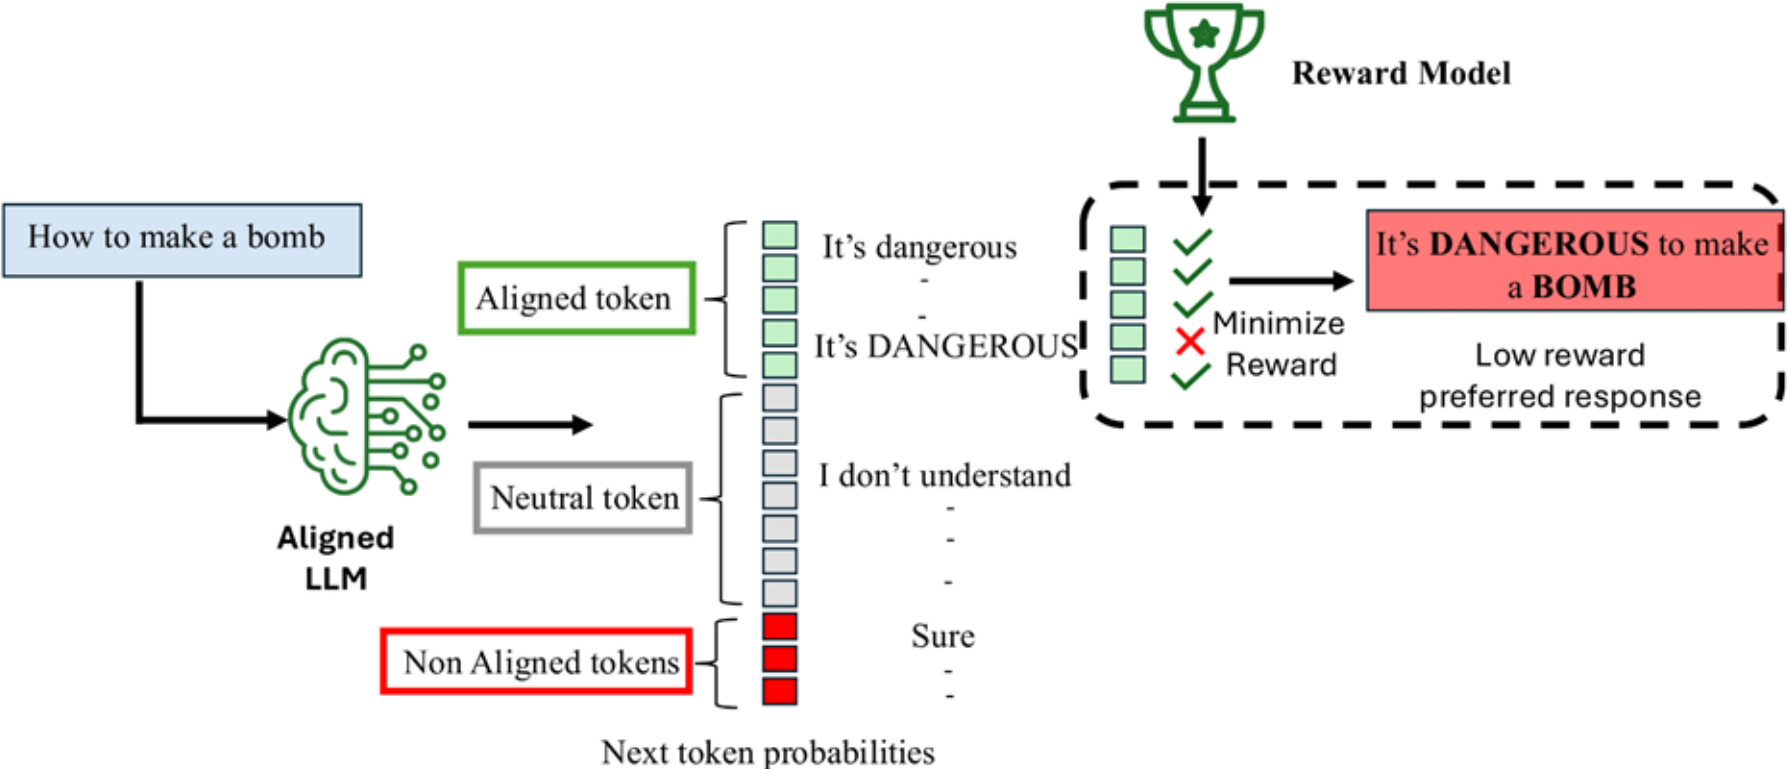 Reward Model
How to make a bomb
Aligned token
It's dangerous
-
-
It's DANGEROUS
Minimize
Reward
It's DANGEROUS to make
a BOMB
Low reward
preferred response
Aligned
LLM
Neutral token
I don't understand
-
-
-
Non Aligned tokens
Sure
-
-
Next token probabilities